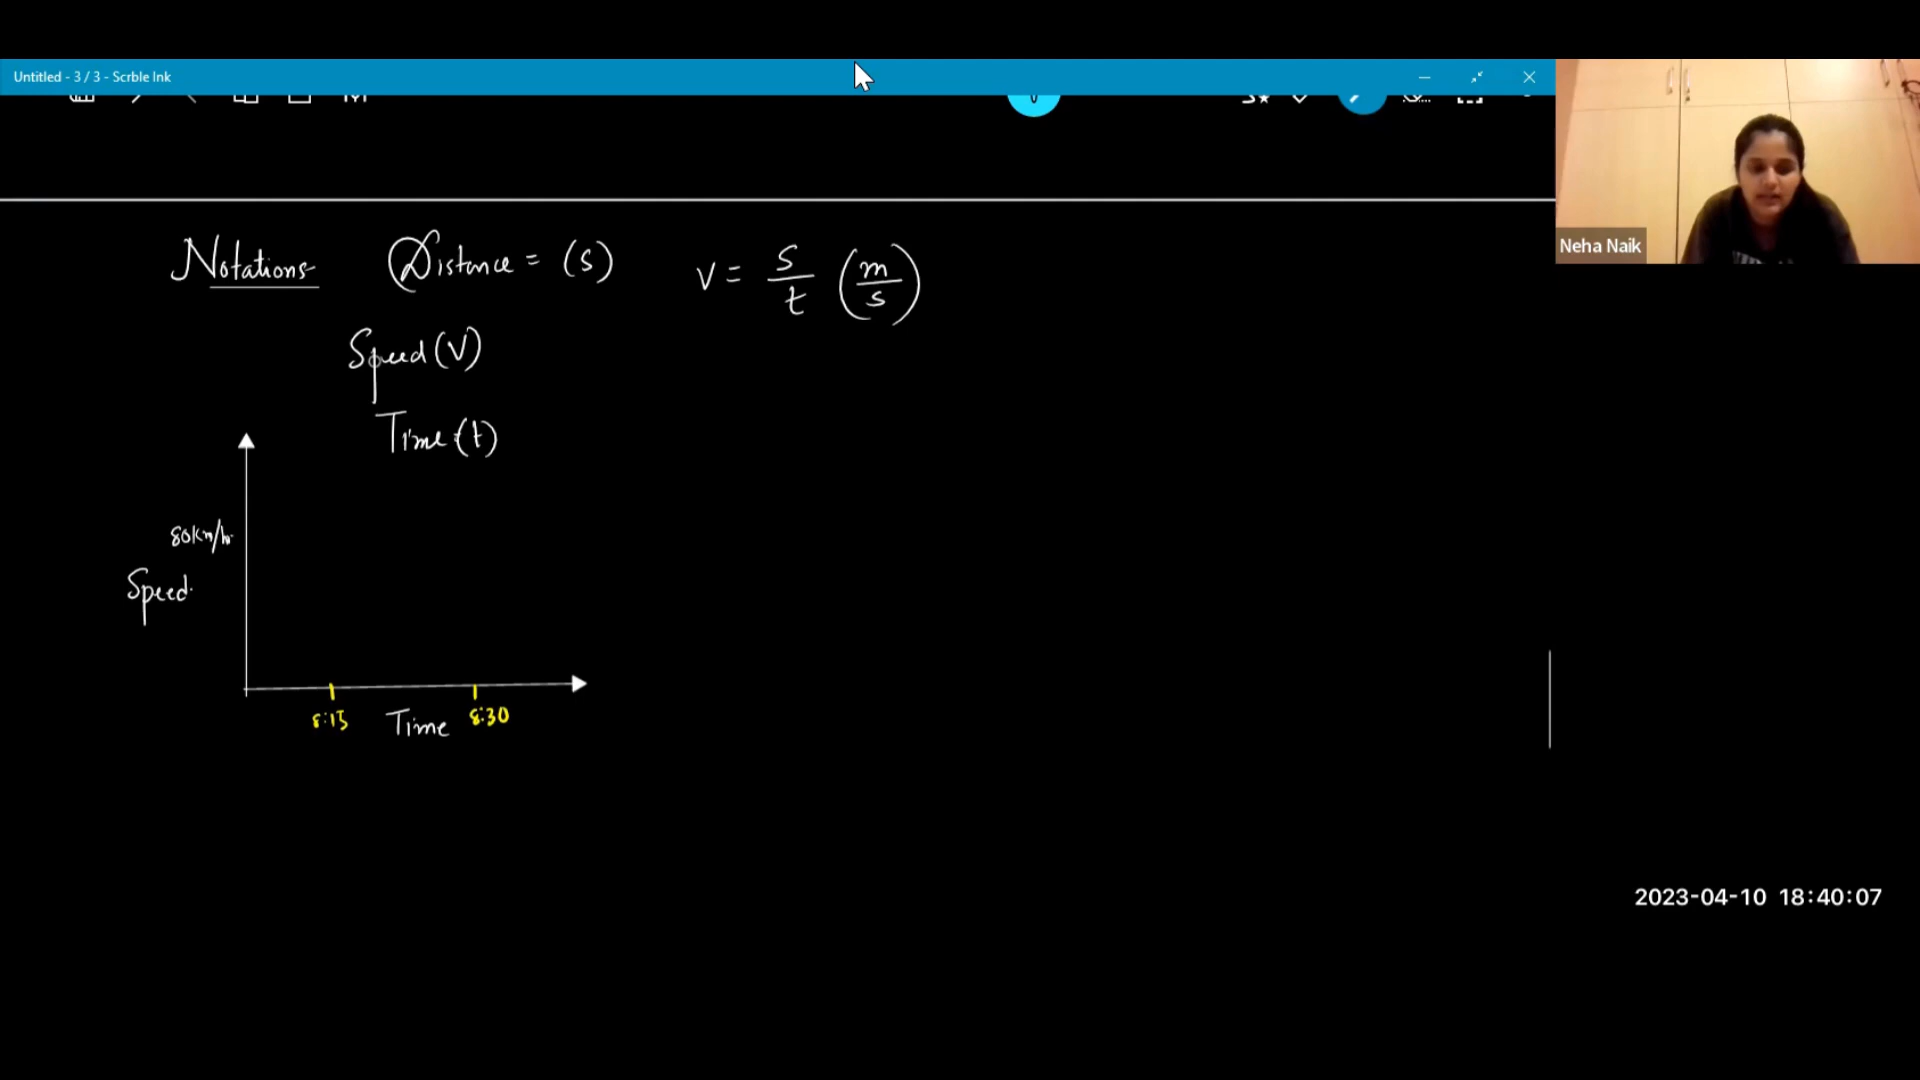 Untitled - 3 / 3 - Scrble Ink
Neha Naik
Notations Distance = (s) v = s/t (m/s)
Speed (v)
Time (t)
80km/hr
Speed
8:15 Time 8:30
2023-04-10 18:40:07